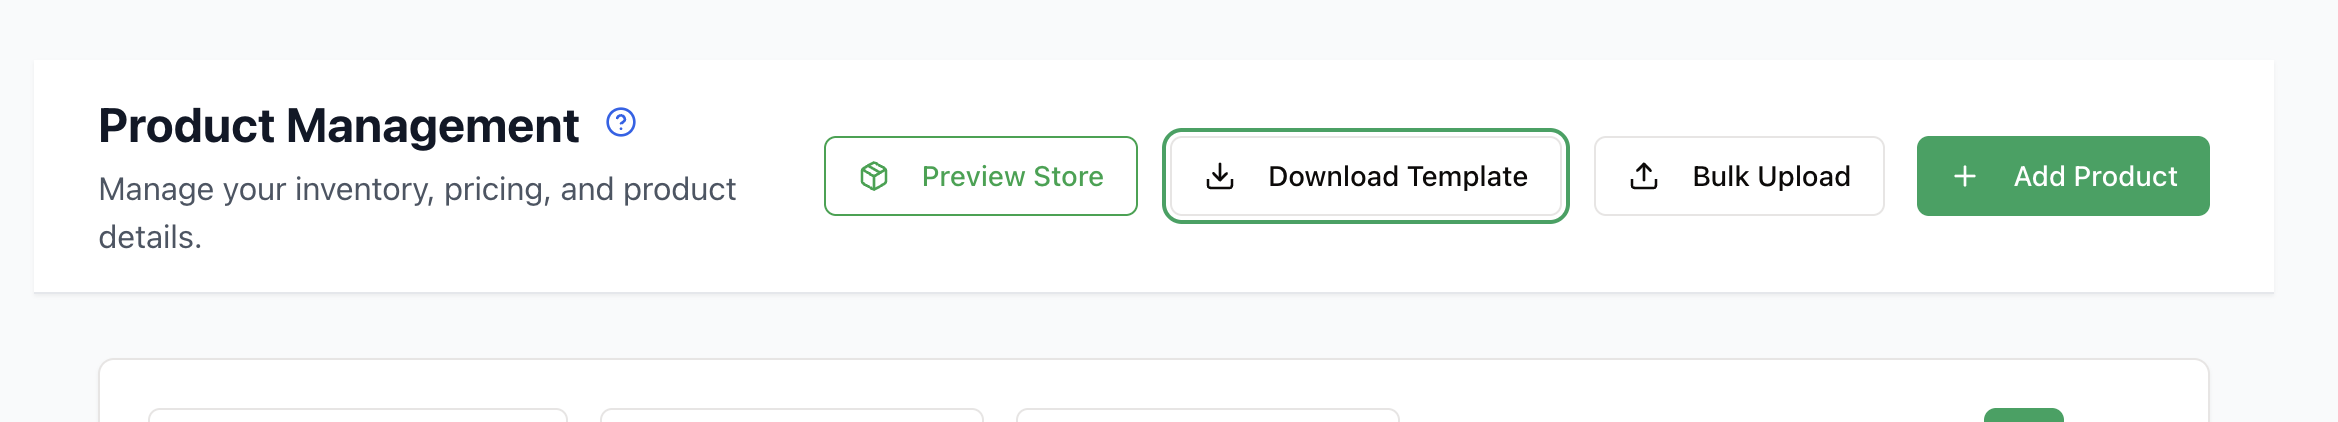 Product Management
Manage your inventory, pricing, and product
details.
Preview Store
Download Template
Bulk Upload
Add Product